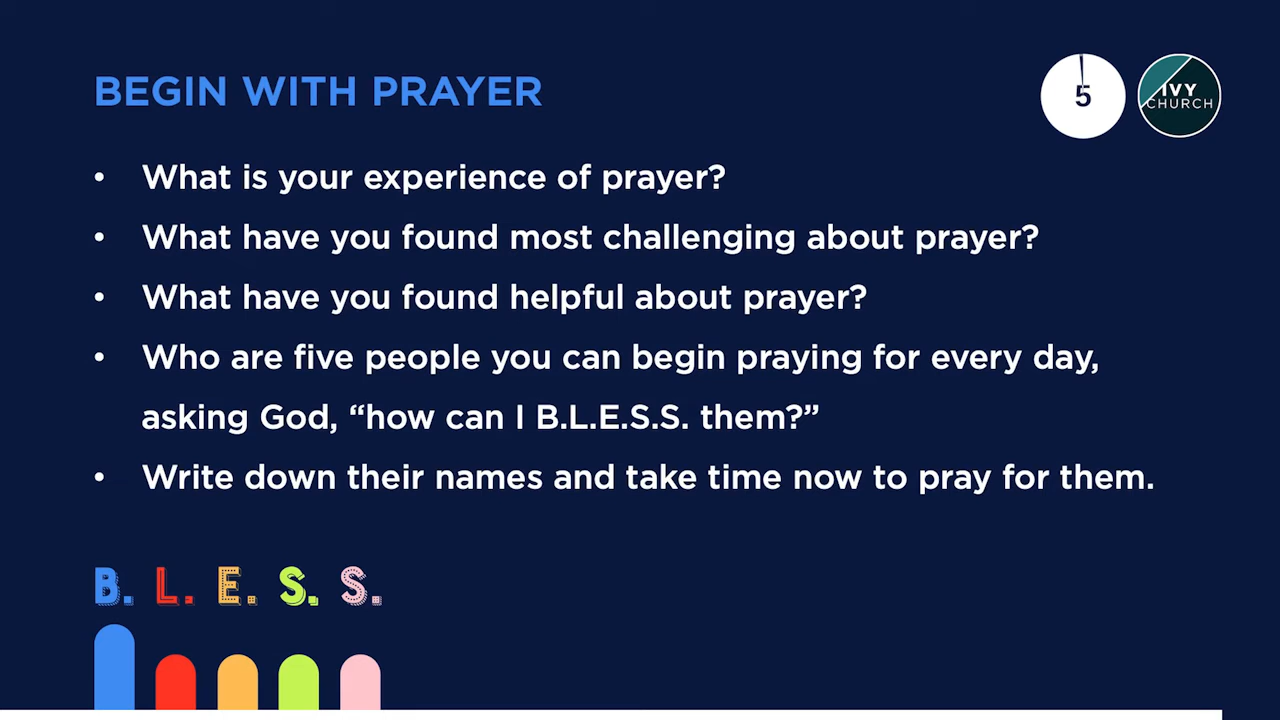 BEGIN WITH PRAYER
5
IVY
CHURCH
• What is your experience of prayer?
• What have you found most challenging about prayer?
• What have you found helpful about prayer?
• Who are five people you can begin praying for every day,
asking God, “how can I B.L.E.S.S. them?”
• Write down their names and take time now to pray for them.
B. L. E. S. S.